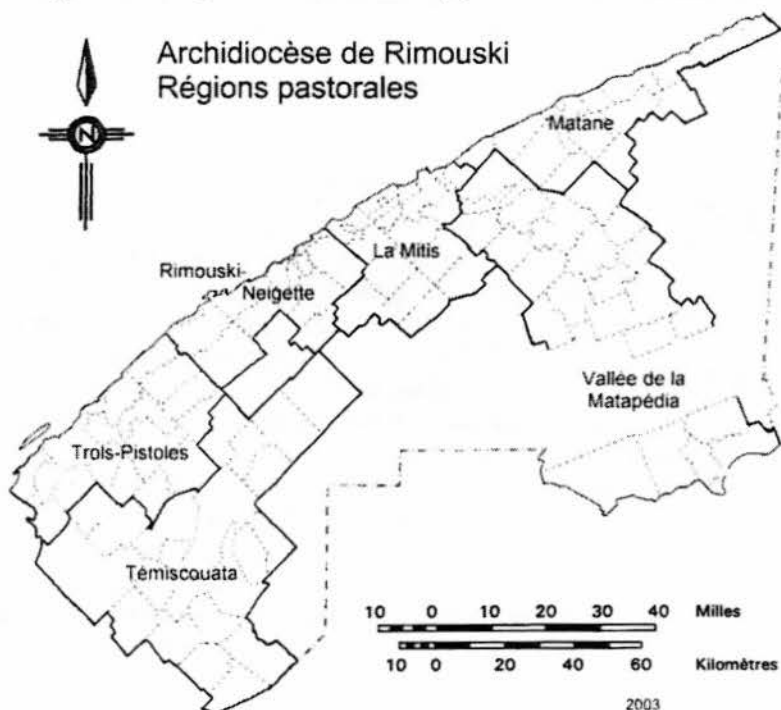 Archidiocèse de Rimouski
Régions pastorales
N
Matane
La Mitis
Rimouski-
Neigette
Vallée de la
Matapédia
Trois-Pistoles
Témiscouata
10 0 10 20 30 40 Milles
10 0 20 40 60 Kilomètres
2003